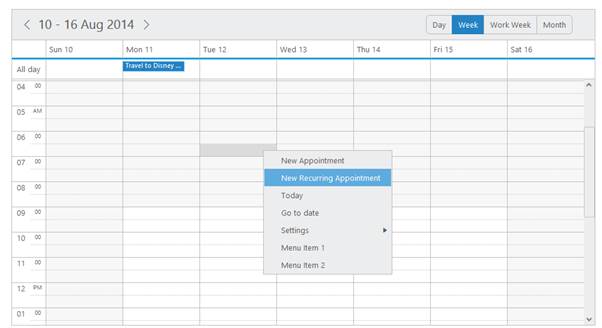 10 - 16 Aug 2014
Day Week Work Week Month
Sun 10 Mon 11 Tue 12 Wed 13 Thu 14 Fri 15 Sat 16
All day Travel to Disney ...
04 00
05 AM
06 00
07 00
08 00
09 00
10 00
11 00
12 PM
01 00
New Appointment
New Recurring Appointment
Today
Go to date
Settings
Menu Item 1
Menu Item 2